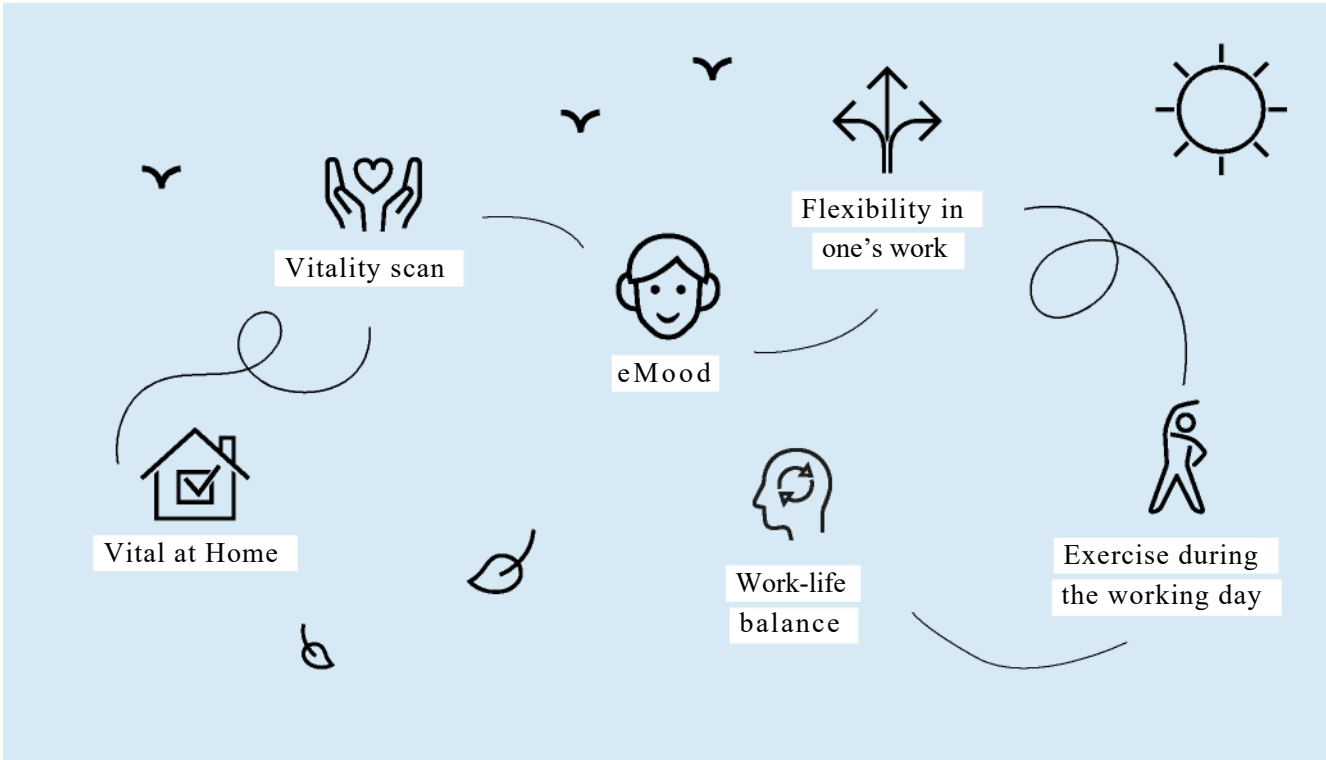 Flexibility in
one’s work
Vitality scan
eMood
Vital at Home
Work-life
balance
Exercise during
the working day